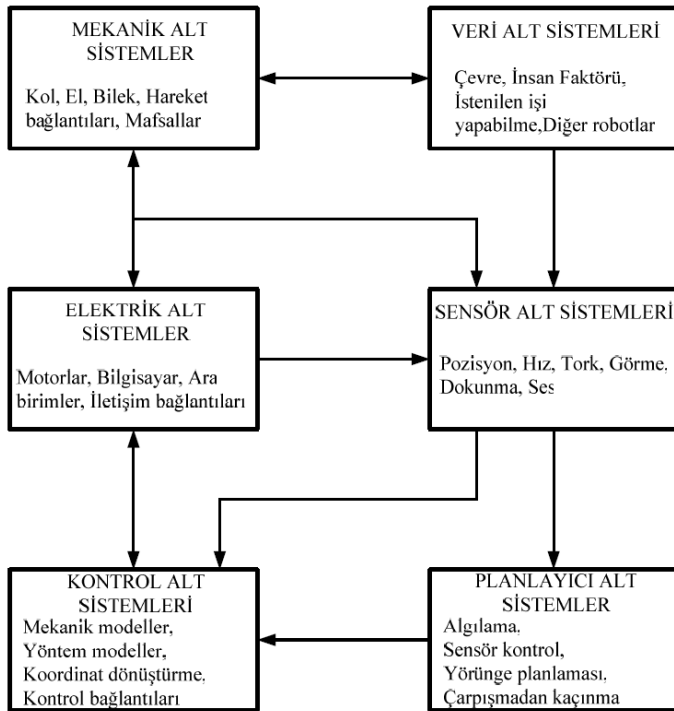 MEKANİK ALT
SİSTEMLER
Kol, El, Bilek, Hareket
bağlantıları, Mafsallar
VERİ ALT SİSTEMLERİ
Çevre, İnsan Faktörü,
İstenilen işi
yapabilme,Diğer robotlar
ELEKTRİK ALT
SİSTEMLER
Motorlar, Bilgisayar, Ara
birimler, İletişim bağlantıları
SENSÖR ALT SİSTEMLERİ
Pozisyon, Hız, Tork, Görme,
Dokunma, Ses
KONTROL ALT
SİSTEMLERİ
Mekanik modeller,
Yöntem modeller,
Koordinat dönüştürme,
Kontrol bağlantıları
PLANLAYICI ALT
SİSTEMLER
Algılama,
Sensör kontrol,
Yörünge planlaması,
Çarpışmadan kaçınma